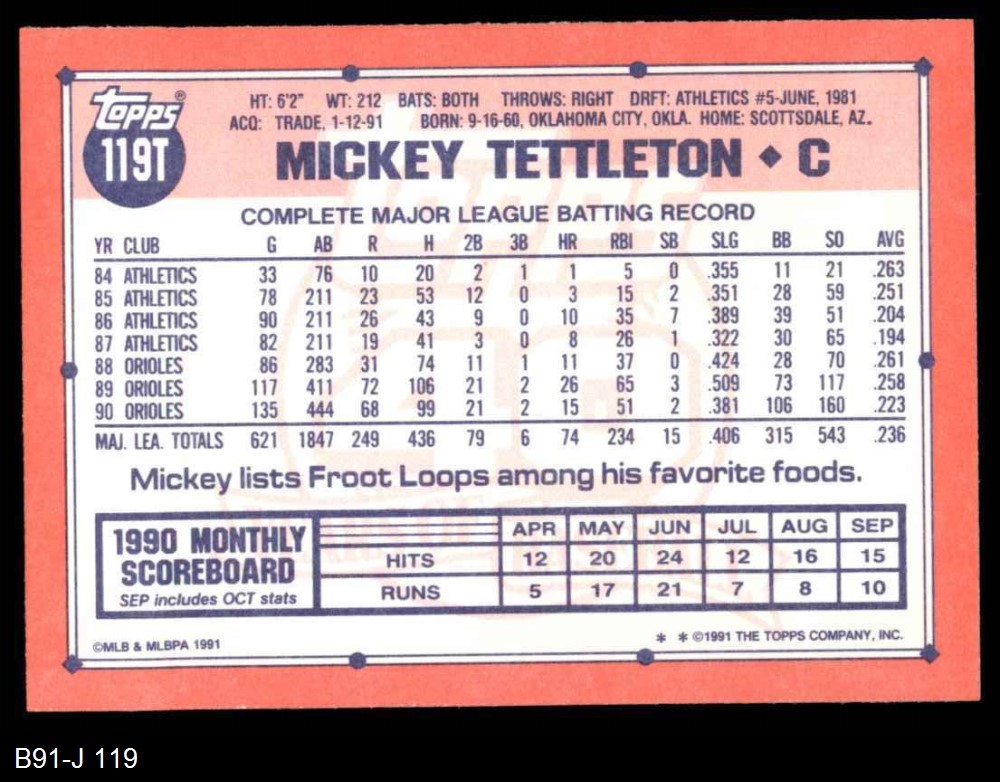 TOPPS®
119T
HT: 6'2" WT: 212 BATS: BOTH THROWS: RIGHT DRFT: ATHLETICS #5-JUNE, 1981
ACQ: TRADE, 1-12-91 BORN: 9-16-60, OKLAHOMA CITY, OKLA. HOME: SCOTTSDALE, AZ.
MICKEY TETTLETON ◆ C
COMPLETE MAJOR LEAGUE BATTING RECORD
YR CLUB G AB R H 2B 3B HR RBI SB SLG BB SO AVG
84 ATHLETICS 33 76 10 20 2 1 1 5 0 .355 11 21 .263
85 ATHLETICS 78 211 23 53 12 0 3 15 2 .351 28 59 .251
86 ATHLETICS 90 211 26 43 9 0 10 35 7 .389 39 51 .204
87 ATHLETICS 82 211 19 41 3 0 8 26 1 .322 30 65 .194
88 ORIOLES 86 283 31 74 11 1 11 37 0 .424 28 70 .261
89 ORIOLES 117 411 72 106 21 2 26 65 3 .509 73 117 .258
90 ORIOLES 135 444 68 99 21 2 15 51 2 .381 106 160 .223
MAJ. LEA. TOTALS 621 1847 249 436 79 6 74 234 15 .406 315 543 .236
Mickey lists Froot Loops among his favorite foods.
1990 MONTHLY
SCOREBOARD
SEP includes OCT stats
APR MAY JUN JUL AUG SEP
HITS 12 20 24 12 16 15
RUNS 5 17 21 7 8 10
©MLB & MLBPA 1991
* * ©1991 THE TOPPS COMPANY, INC.
B91-J 119